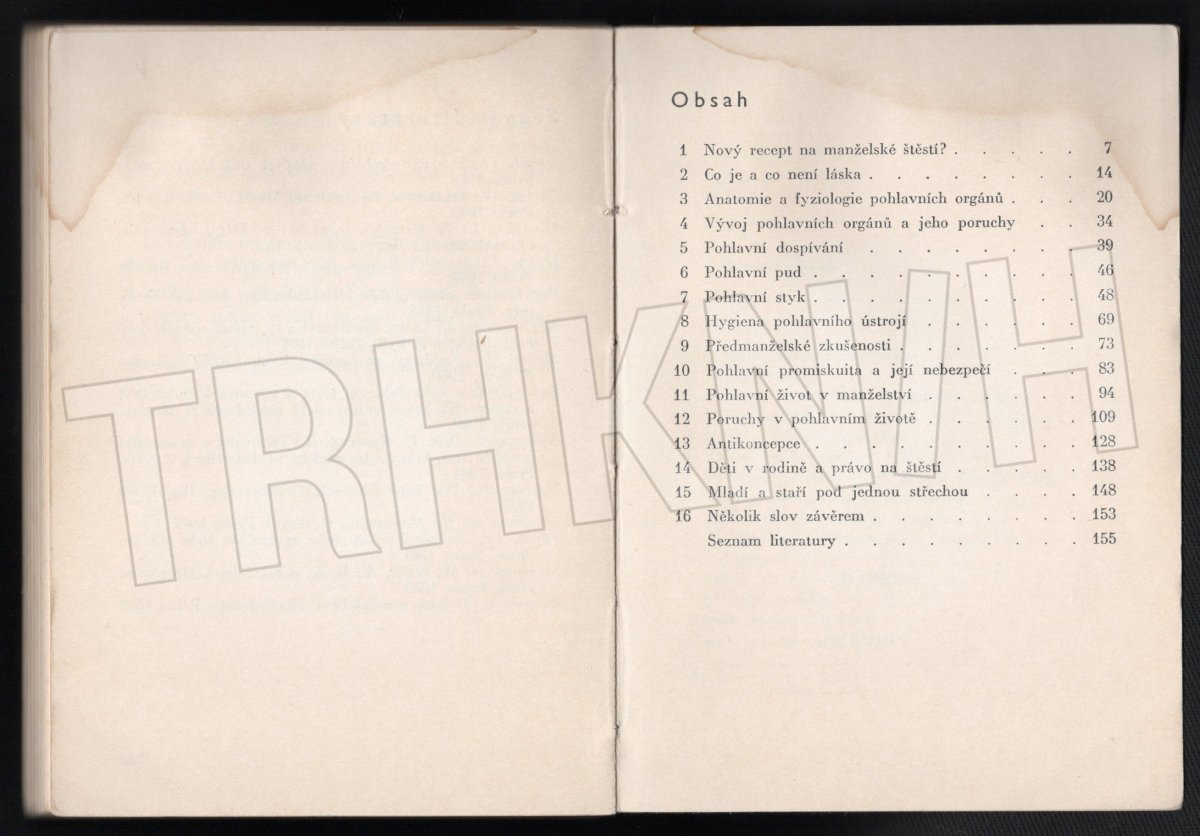 Obsah
1 Nový recept na manželské štěstí? . . . . . 7
2 Co je a co není láska . . . . . . . . 14
3 Anatomie a fyziologie pohlavních orgánů . . . 20
4 Vývoj pohlavních orgánů a jeho poruchy . . 34
5 Pohlavní dospívání . . . . . . . . 39
6 Pohlavní pud . . . . . . . . . . 46
7 Pohlavní styk . . . . . . . . . . 48
8 Hygiena pohlavního ústrojí . . . . . . 69
9 Předmanželské zkušenosti . . . . . . . 73
10 Pohlavní promiskuita a její nebezpečí . . . 83
11 Pohlavní život v manželství . . . . . . 94
12 Poruchy v pohlavním životě . . . . . . 109
13 Antikoncepce . . . . . . . . . . 128
14 Děti v rodině a právo na štěstí . . . . . 138
15 Mladí a staří pod jednou střechou . . . . 148
16 Několik slov závěrem . . . . . . . . 153
Seznam literatury . . . . . . . . . 155
TRHKNIH